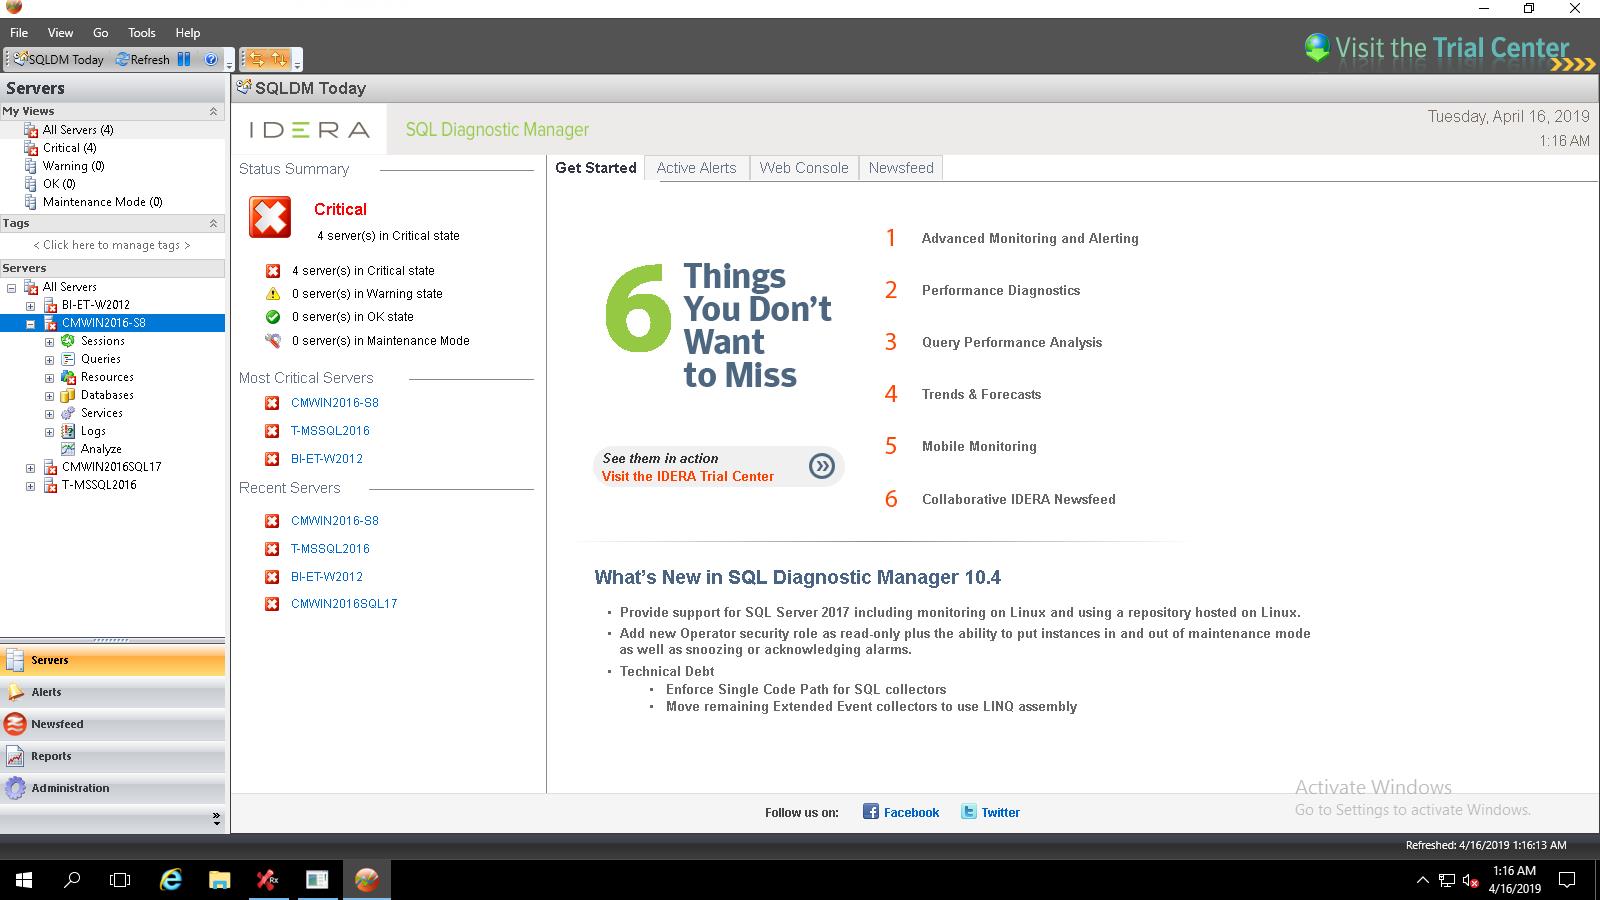 File View Go Tools Help
SQLDM Today Refresh
Visit the Trial Center
Servers
My Views
All Servers (4)
Critical (4)
Warning (0)
OK (0)
Maintenance Mode (0)
Tags
< Click here to manage tags >
Servers
All Servers
BI-ET-W2012
CMWIN2016-S8
Sessions
Queries
Resources
Databases
Services
Logs
Analyze
CMWIN2016SQL17
T-MSSQL2016
Servers
Alerts
Newsfeed
Reports
Administration
SQLDM Today
IDERA SQL Diagnostic Manager
Tuesday, April 16, 2019
1:16 AM
Status Summary
Critical
4 server(s) in Critical state
4 server(s) in Critical state
0 server(s) in Warning state
0 server(s) in OK state
0 server(s) in Maintenance Mode
Most Critical Servers
CMWIN2016-S8
T-MSSQL2016
BI-ET-W2012
Recent Servers
CMWIN2016-S8
T-MSSQL2016
BI-ET-W2012
CMWIN2016SQL17
Get Started Active Alerts Web Console Newsfeed
6 Things
You Don't
Want
to Miss
See them in action
Visit the IDERA Trial Center
1 Advanced Monitoring and Alerting
2 Performance Diagnostics
3 Query Performance Analysis
4 Trends & Forecasts
5 Mobile Monitoring
6 Collaborative IDERA Newsfeed
What's New in SQL Diagnostic Manager 10.4
• Provide support for SQL Server 2017 including monitoring on Linux and using a repository hosted on Linux.
• Add new Operator security role as read-only plus the ability to put instances in and out of maintenance mode
as well as snoozing or acknowledging alarms.
• Technical Debt
• Enforce Single Code Path for SQL collectors
• Move remaining Extended Event collectors to use LINQ assembly
Activate Windows
Go to Settings to activate Windows.
Follow us on: Facebook Twitter
Refreshed: 4/16/2019 1:16:13 AM
1:16 AM
4/16/2019